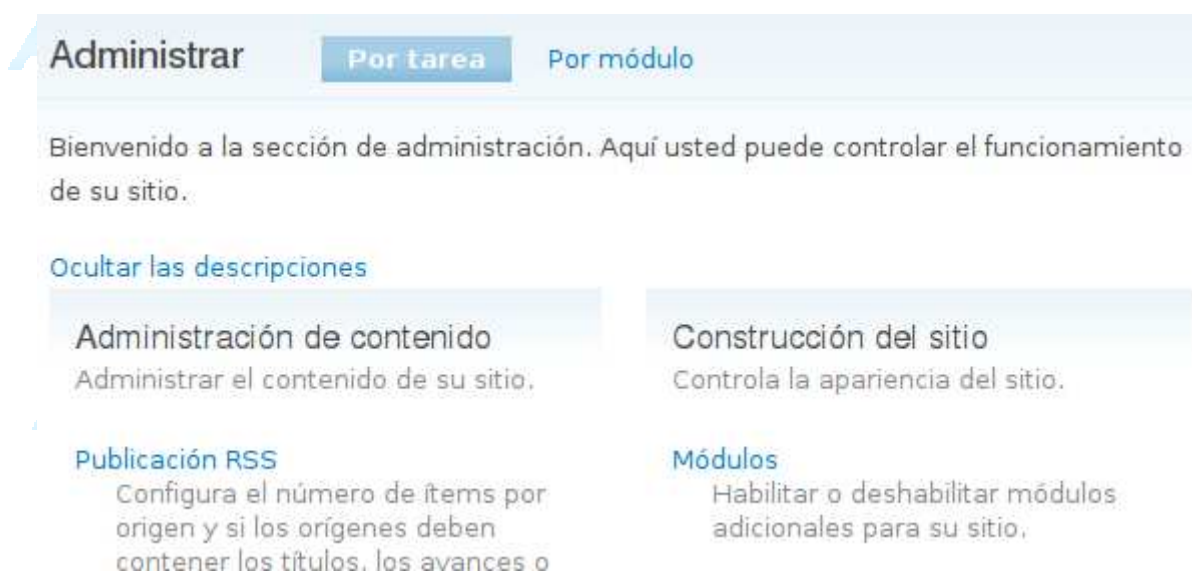 Administrar Por tarea Por módulo
Bienvenido a la sección de administración. Aquí usted puede controlar el funcionamiento
de su sitio.
Ocultar las descripciones
Administración de contenido
Administrar el contenido de su sitio.
Publicación RSS
Configura el número de ítems por
origen y si los orígenes deben
contener los títulos, los avances o
Construcción del sitio
Controla la apariencia del sitio.
Módulos
Habilitar o deshabilitar módulos
adicionales para su sitio.